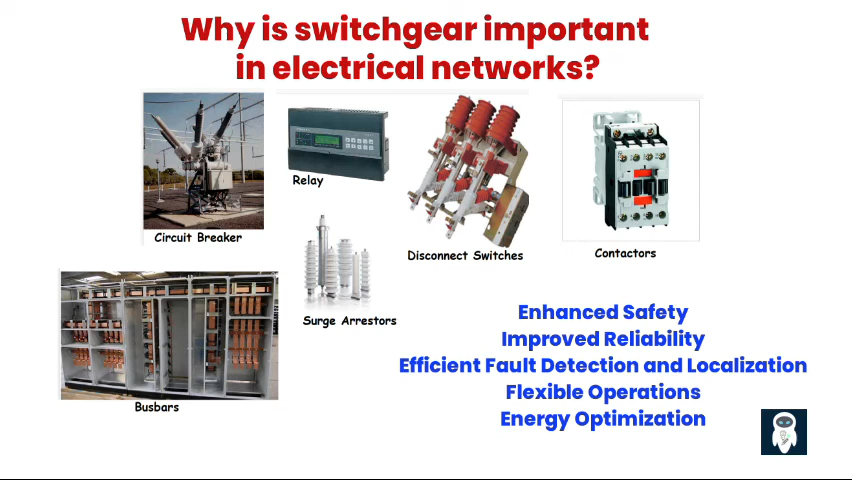 Why is switchgear important
in electrical networks?
Relay
Circuit Breaker
Disconnect Switches
Contactors
Surge Arrestors
Busbars
Enhanced Safety
Improved Reliability
Efficient Fault Detection and Localization
Flexible Operations
Energy Optimization